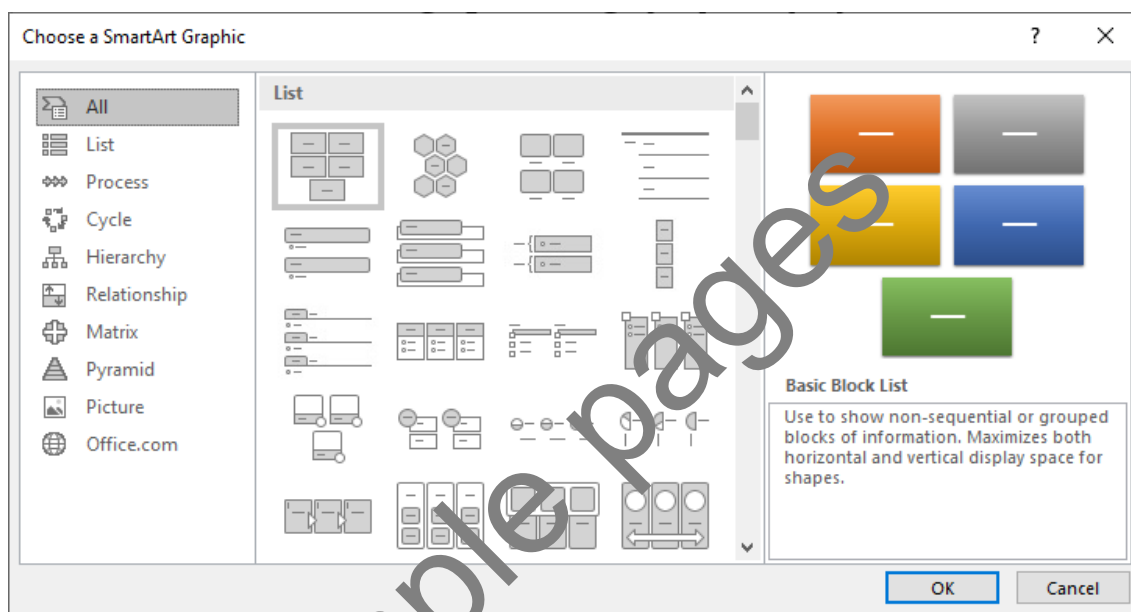 Choose a SmartArt Graphic
?
All
List
Process
Cycle
Hierarchy
Relationship
Matrix
Pyramid
Picture
Office.com
List
Basic Block List
Use to show non-sequential or grouped
blocks of information. Maximizes both
horizontal and vertical display space for
shapes.
OK
Cancel
ple pages